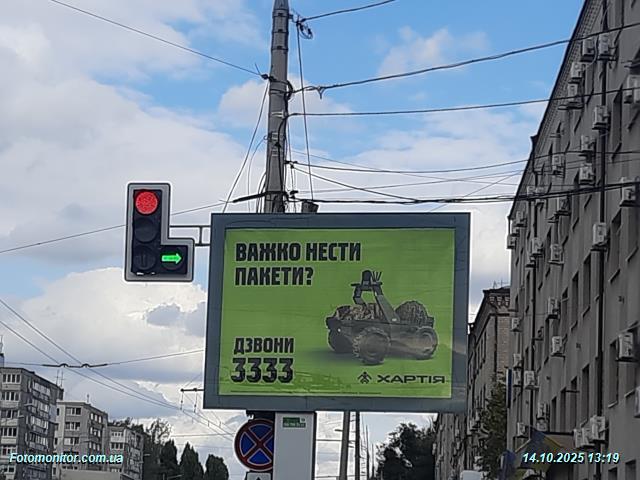 ВАЖКО НЕСТИ
ПАКЕТИ?
ДЗВОНИ
3333
ХАРТІЯ
Fotomonitor.com.ua
14.10.2025 13:19